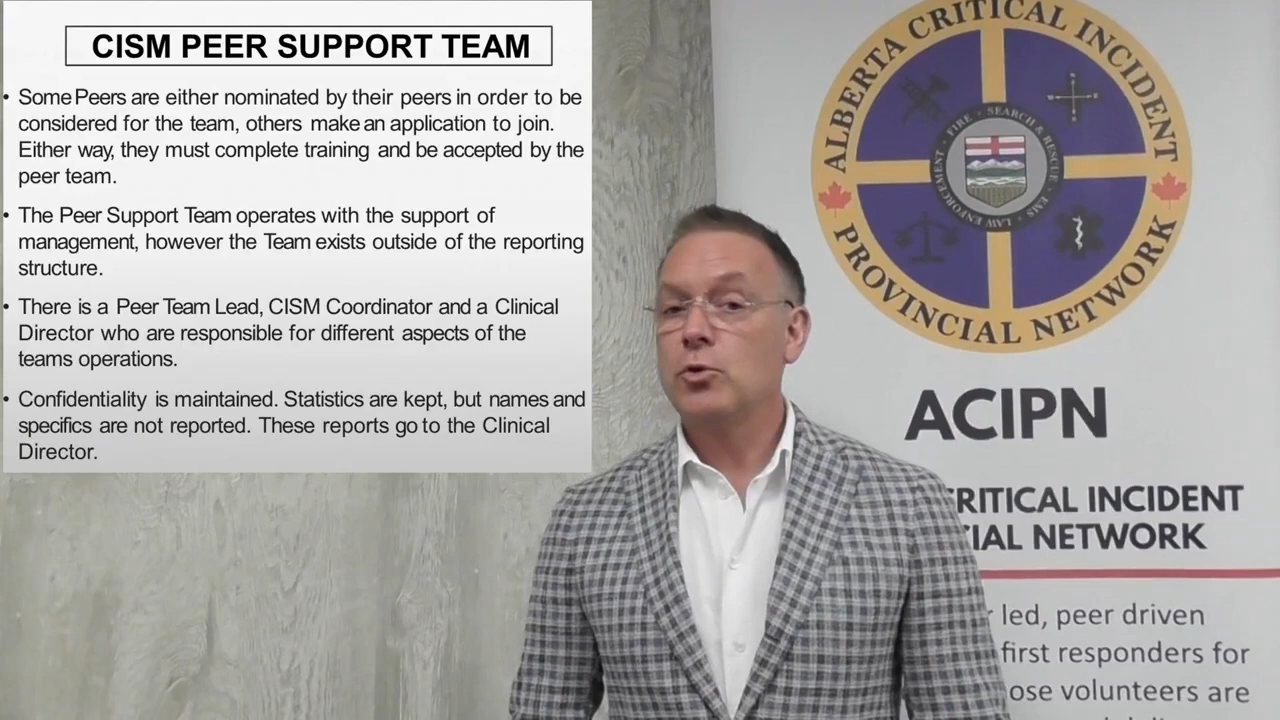 CISM PEER SUPPORT TEAM
• Some Peers are either nominated by their peers in order to be
considered for the team, others make an application to join.
Either way, they must complete training and be accepted by the
peer team.
• The Peer Support Team operates with the support of
management, however the Team exists outside of the reporting
structure.
• There is a Peer Team Lead, CISM Coordinator and a Clinical
Director who are responsible for different aspects of the
teams operations.
• Confidentiality is maintained. Statistics are kept, but names and
specifics are not reported. These reports go to the Clinical
Director.
ALBERTA CRITICAL INCIDENT
PROVINCIAL NETWORK
FIRE · SEARCH & RESCUE · EMS · LAW ENFORCEMENT ·
ACIPN
CRITICAL INCIDENT
CIAL NETWORK
led, peer driven
first responders for
ose volunteers are